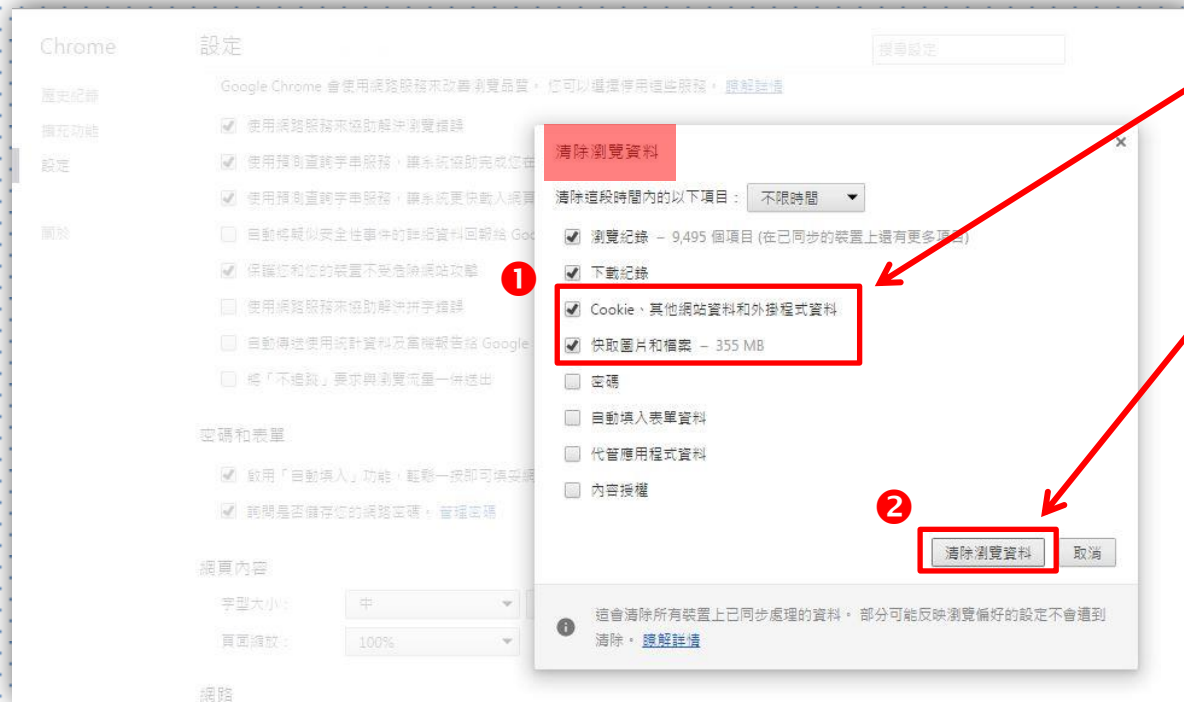 Chrome
設定
搜尋設定
Google Chrome 會使用網路服務來改善瀏覽品質。 您可以選擇停用這些服務。 瞭解詳情
歷史紀錄
擴充功能
設定
關於
使用網路服務來協助解決瀏覽錯誤
使用預測查詢字串服務，讓系統協助完成您在
使用預測查詢字串服務，讓系統更快載入網頁
自動將疑似安全性事件的詳細資料回報給 Goo
保護您和您的裝置不受危險網站攻擊
使用網路服務來協助解決拼字錯誤
自動傳送使用統計資料及當機報告給 Google
將「不追蹤」要求與瀏覽流量一併送出
密碼和表單
啟用「自動填入」功能，輕鬆一按即可填妥網
詢問是否儲存您的網路密碼。 管理密碼
網頁內容
字型大小：
中
頁面縮放：
100%
網路
清除瀏覽資料
×
清除這段時間內的以下項目：
不限時間
瀏覽紀錄 – 9,495 個項目 (在已同步的裝置上還有更多項目)
下載紀錄
1
Cookie、其他網站資料和外掛程式資料
快取圖片和檔案 – 355 MB
密碼
自動填入表單資料
代管應用程式資料
內容授權
2
清除瀏覽資料
取消
這會清除所有裝置上已同步處理的資料。 部分可能反映瀏覽偏好的設定不會遭到
清除。 瞭解詳情